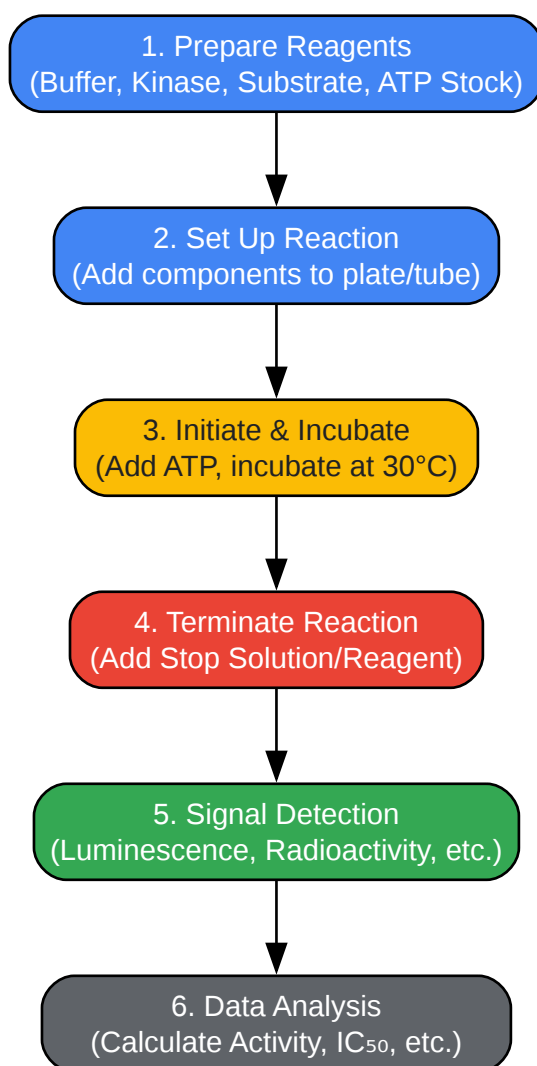 1. Prepare Reagents
(Buffer, Kinase, Substrate, ATP Stock)
2. Set Up Reaction
(Add components to plate/tube)
3. Initiate & Incubate
(Add ATP, incubate at 30°C)
4. Terminate Reaction
(Add Stop Solution/Reagent)
5. Signal Detection
(Luminescence, Radioactivity, etc.)
6. Data Analysis
(Calculate Activity, IC₅₀, etc.)